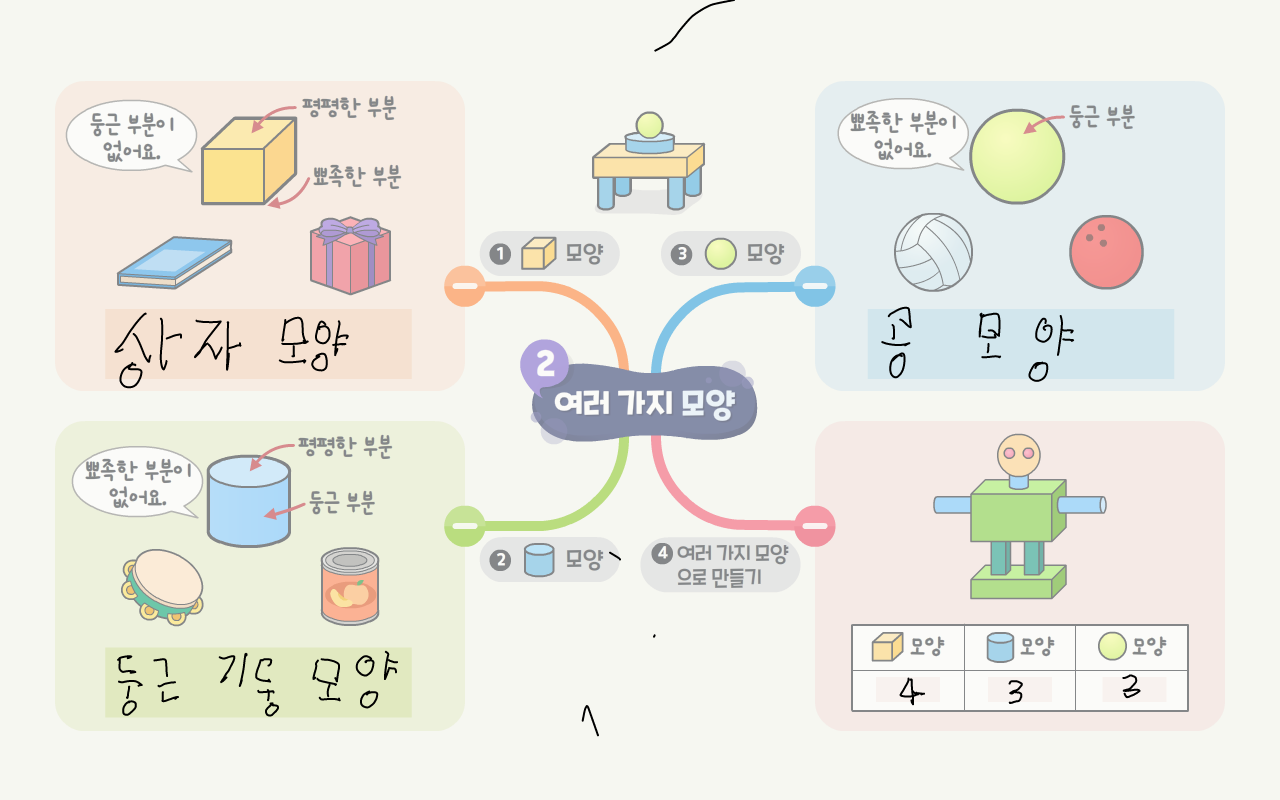 둥근 부분이
없어요.
평평한 부분
뾰족한 부분
상자 모양
1 모양
3 모양
뾰족한 부분이
없어요.
둥근 부분
공 모양
2
여러 가지 모양
뾰족한 부분이
없어요.
평평한 부분
둥근 부분
둥근 기둥 모양
2 모양
4 여러 가지 모양
으로 만들기
모양 모양 모양
4 3 3